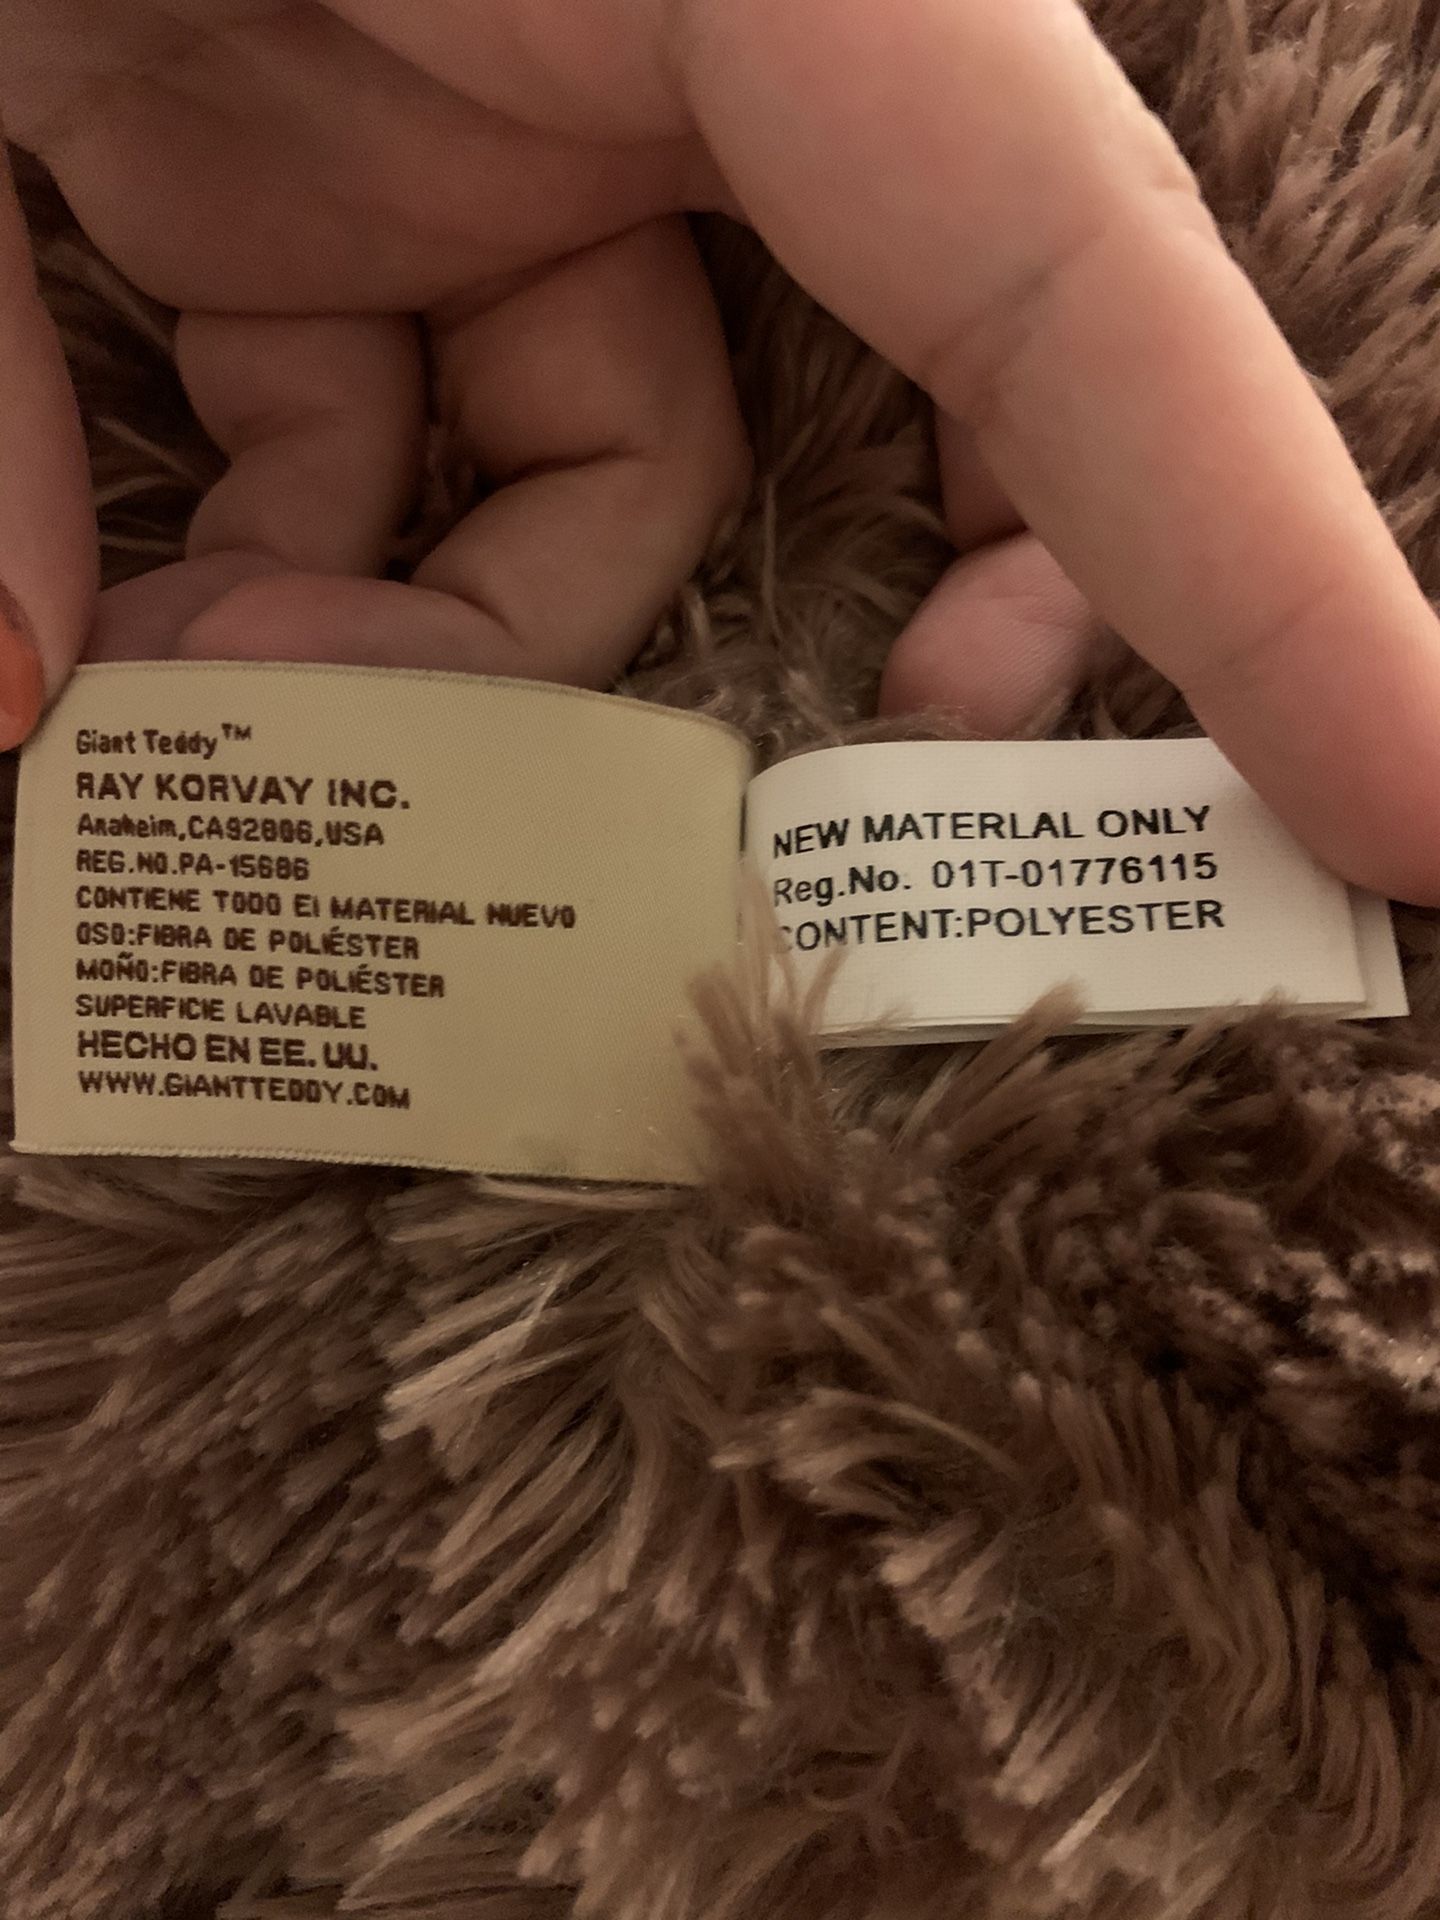 Giant Teddy™
RAY KORVAY INC.
Anaheim,CA92806,USA
REG.NO.PA-15686
CONTIENE TODO El MATERIAL NUEVO
OSO:FIBRA DE POLIÉSTER
MOÑO:FIBRA DE POLIÉSTER
SUPERFICIE LAVABLE
HECHO EN EE. UU.
WWW.GIANTTEDDY.COM
NEW MATERLAL ONLY
Reg.No. 01T-01776115
CONTENT:POLYESTER